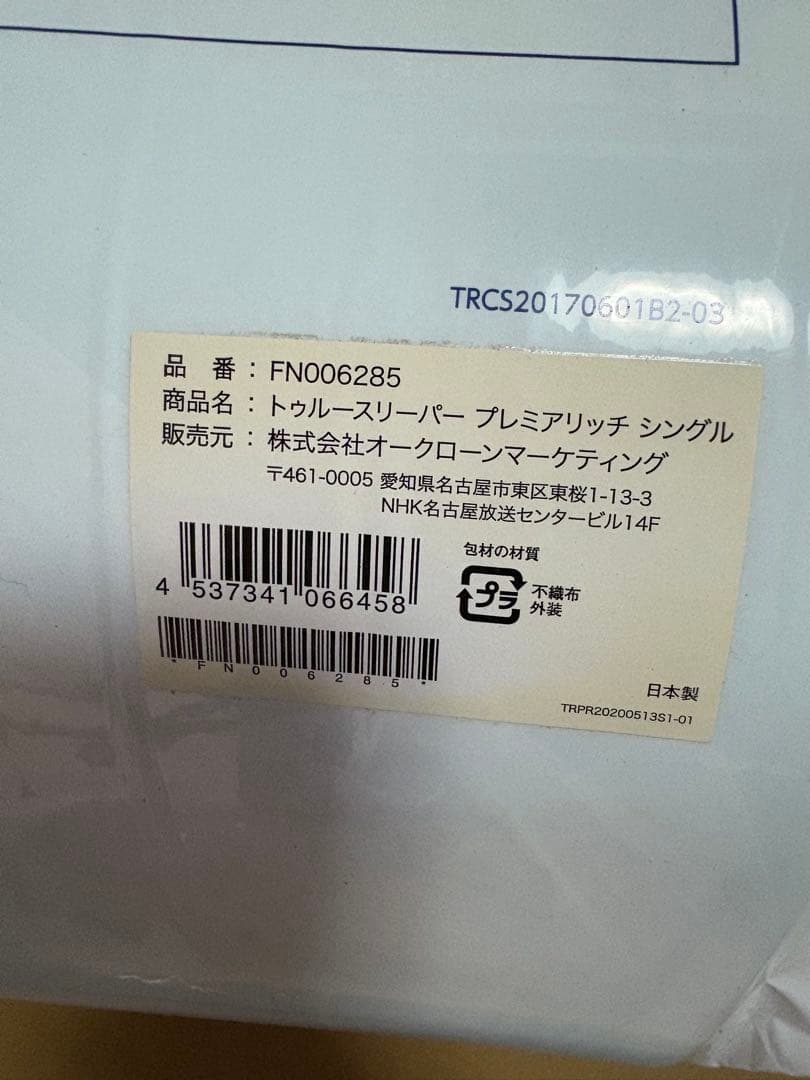 TRCS20170601B2-03
品 番 : FN006285
商品名 : トゥルースリーパー プレミアリッチ シングル
販売元 : 株式会社オークローンマーケティング
〒461-0005 愛知県名古屋市東区東桜1-13-3
NHK名古屋放送センタービル14F
包材の材質
プラ
不織布
外装
4 537341 066458
*FN006285*
日本製
TRPR20200513S1-01